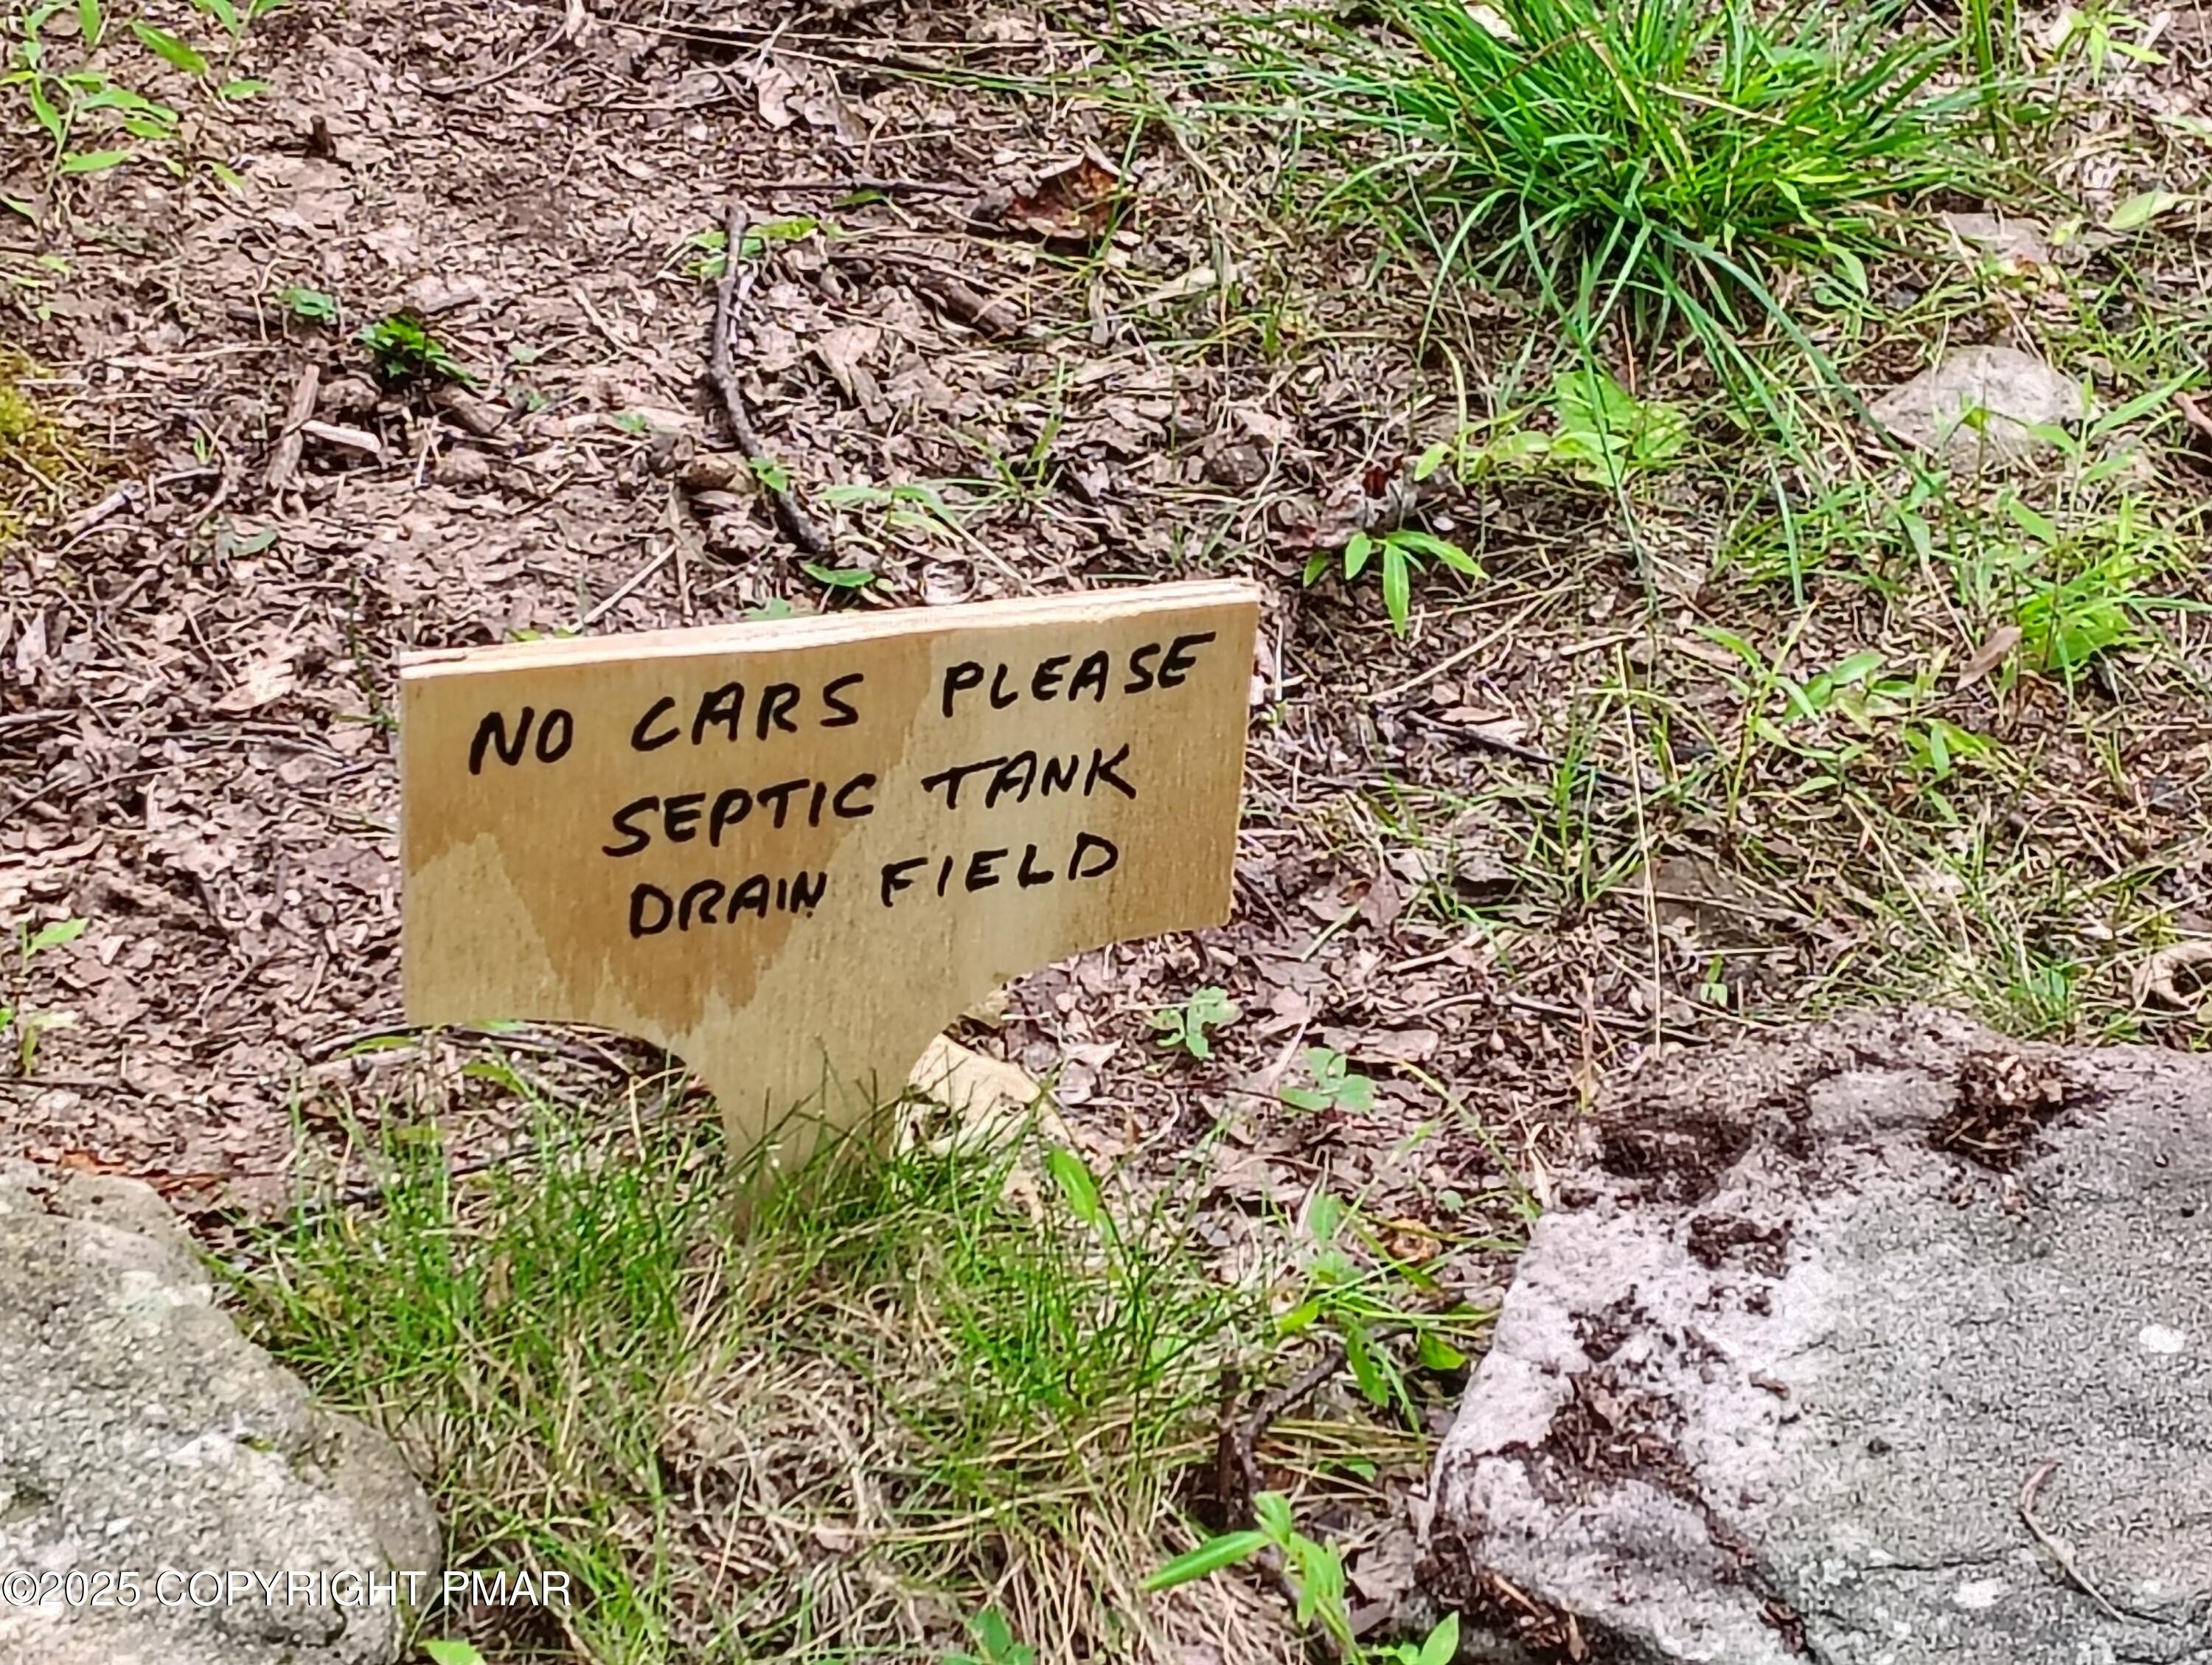 NO CARS PLEASE
SEPTIC TANK
DRAIN FIELD
©2025 COPYRIGHT PMAR